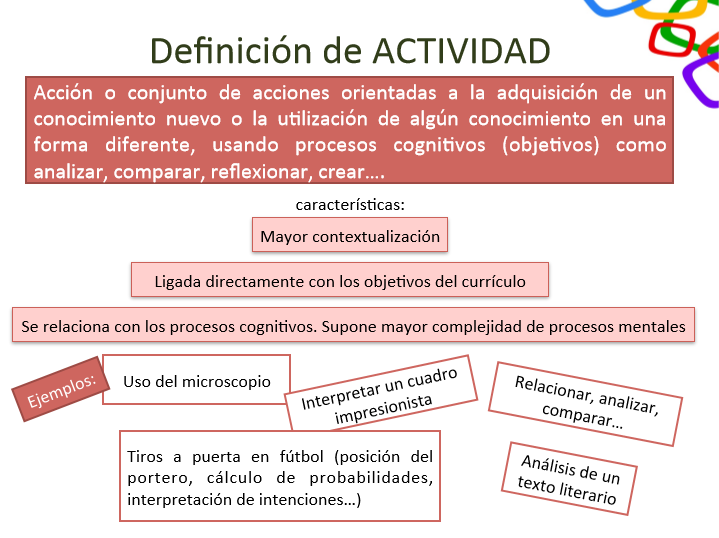 Definición de ACTIVIDAD
Acción o conjunto de acciones orientadas a la adquisición de un
conocimiento nuevo o la utilización de algún conocimiento en una
forma diferente, usando procesos cognitivos (objetivos) como
analizar, comparar, reflexionar, crear....
características:
Mayor contextualización
Ligada directamente con los objetivos del currículo
Se relaciona con los procesos cognitivos. Supone mayor complejidad de procesos mentales
Ejemplos:
Uso del microscopio
Interpretar un cuadro
impresionista
Relacionar, analizar,
comparar...
Tiros a puerta en fútbol (posición del
portero, cálculo de probabilidades,
interpretación de intenciones...)
Análisis de un
texto literario